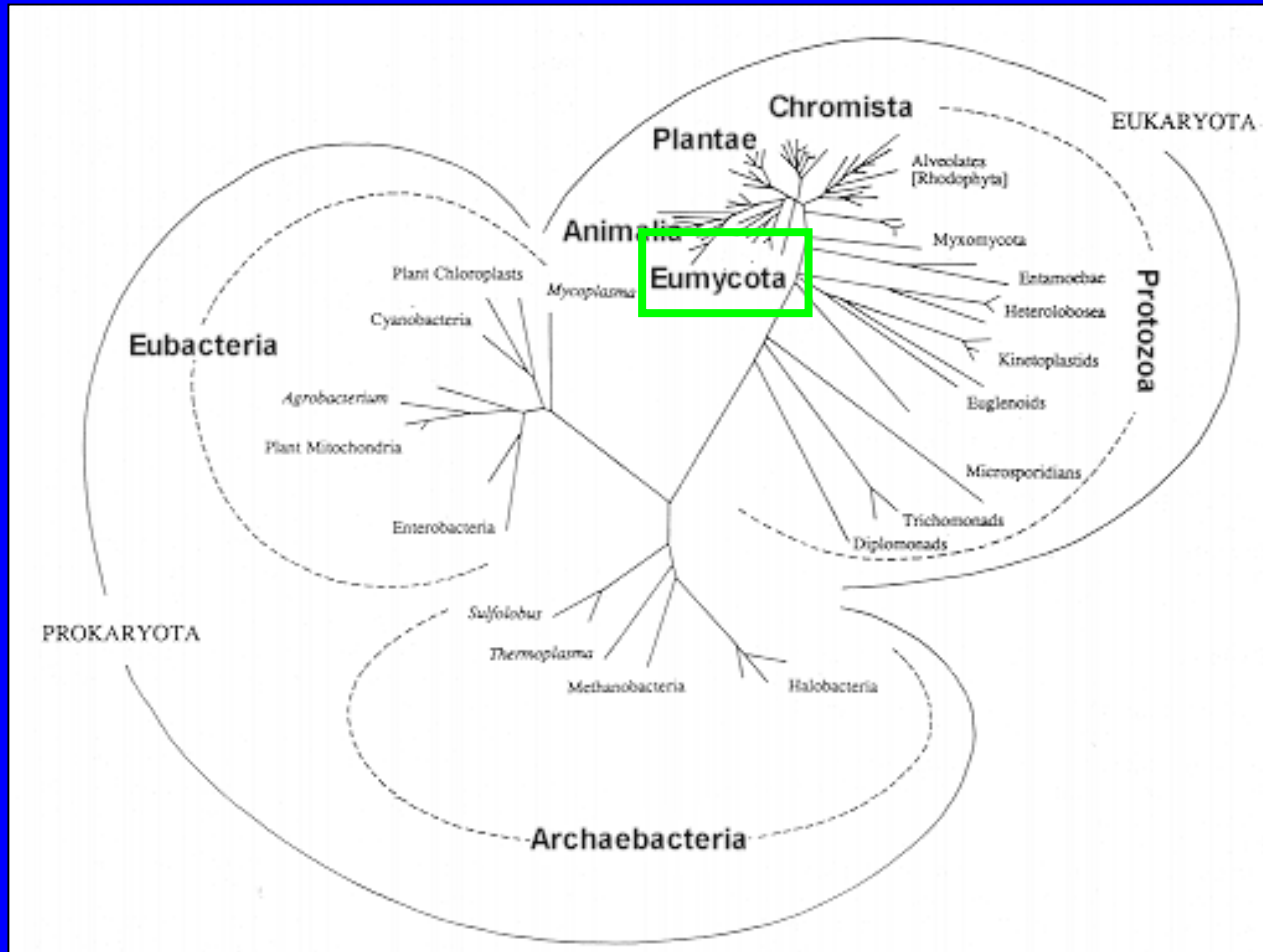 Chromista
EUKARYOTA
Plantae
Alveolates
[Rhodophyta]
Animalia
Myxomycota
Eumycota
Entamoebae
Heterolobosea
Protozoa
Kinetoplastids
Euglenoids
Microsporidians
Trichomonads
Diplomonads
Plant Chloroplasts
Mycoplasma
Cyanobacteria
Eubacteria
Agrobacterium
Plant Mitochondria
Enterobacteria
PROKARYOTA
Sulfolobus
Thermoplasma
Methanobacteria
Halobacteria
Archaebacteria